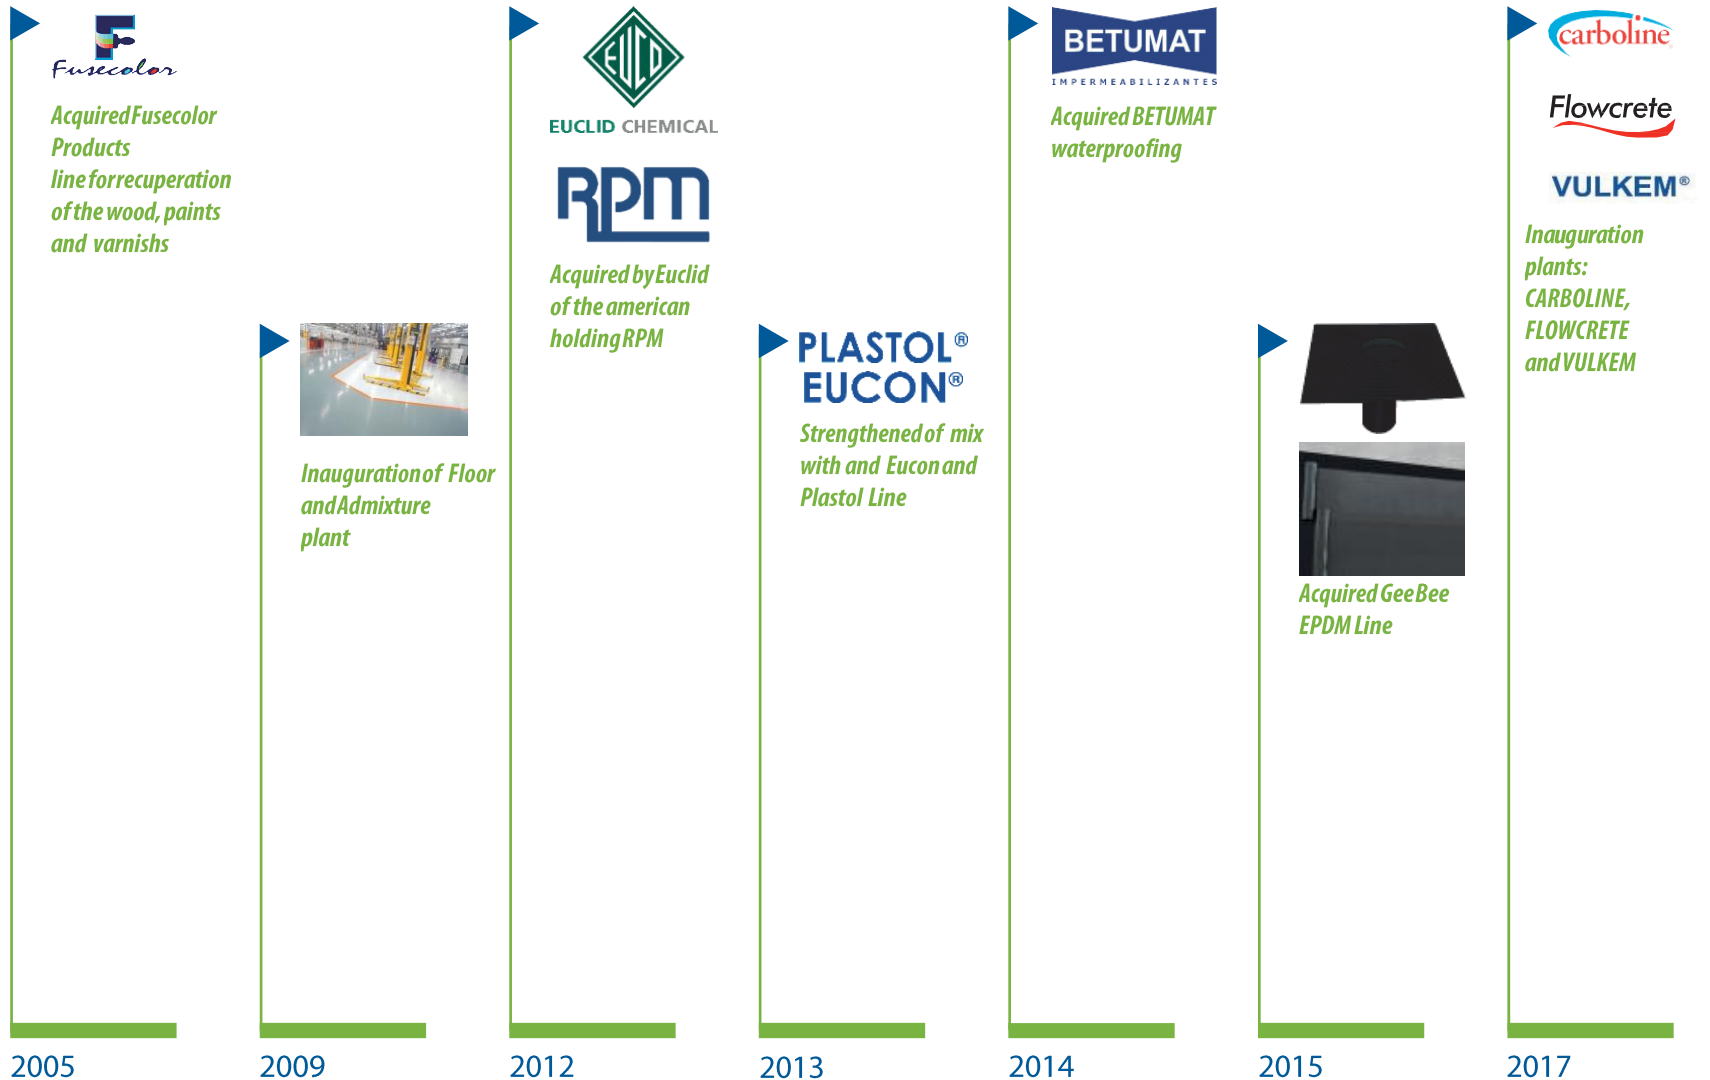 Fusecolor
Acquired Fusecolor
Products
line for recuperation
of the wood, paints
and varnishs
2005
Inauguration of Floor
and Admixture
plant
2009
EUCO
EUCLID CHEMICAL
RPM
Acquired by Euclid
of the american
holding RPM
2012
PLASTOL®
EUCON®
Strengthened of mix
with and Eucon and
Plastol Line
2013
BETUMAT
IMPERMEABILIZANTES
Acquired BETUMAT
waterproofing
2014
Acquired Gee Bee
EPDM Line
2015
carboline
Flowcrete
VULKEM®
Inauguration
plants:
CARBOLINE,
FLOWCRETE
and VULKEM
2017